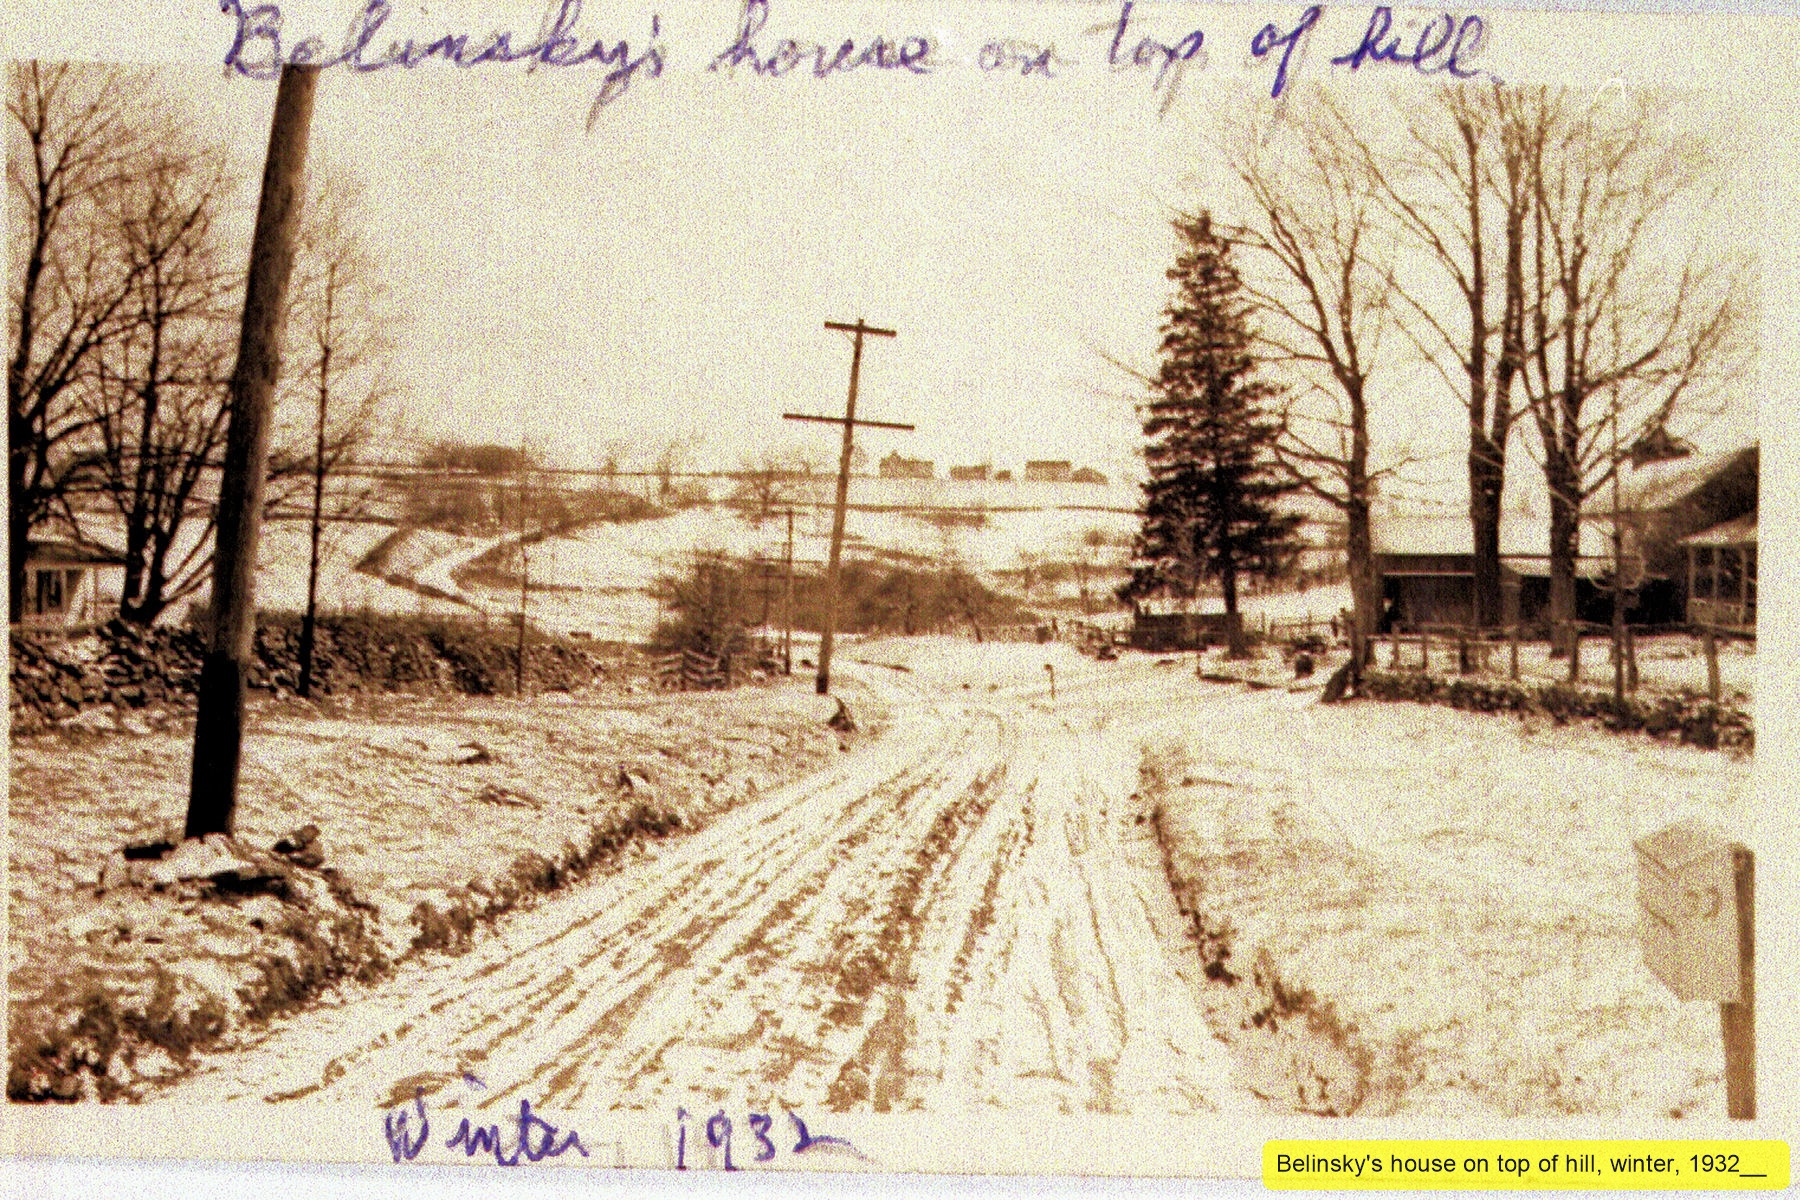 Belinsky's house on top of hill.
Winter 1932
Belinsky's house on top of hill, winter, 1932__